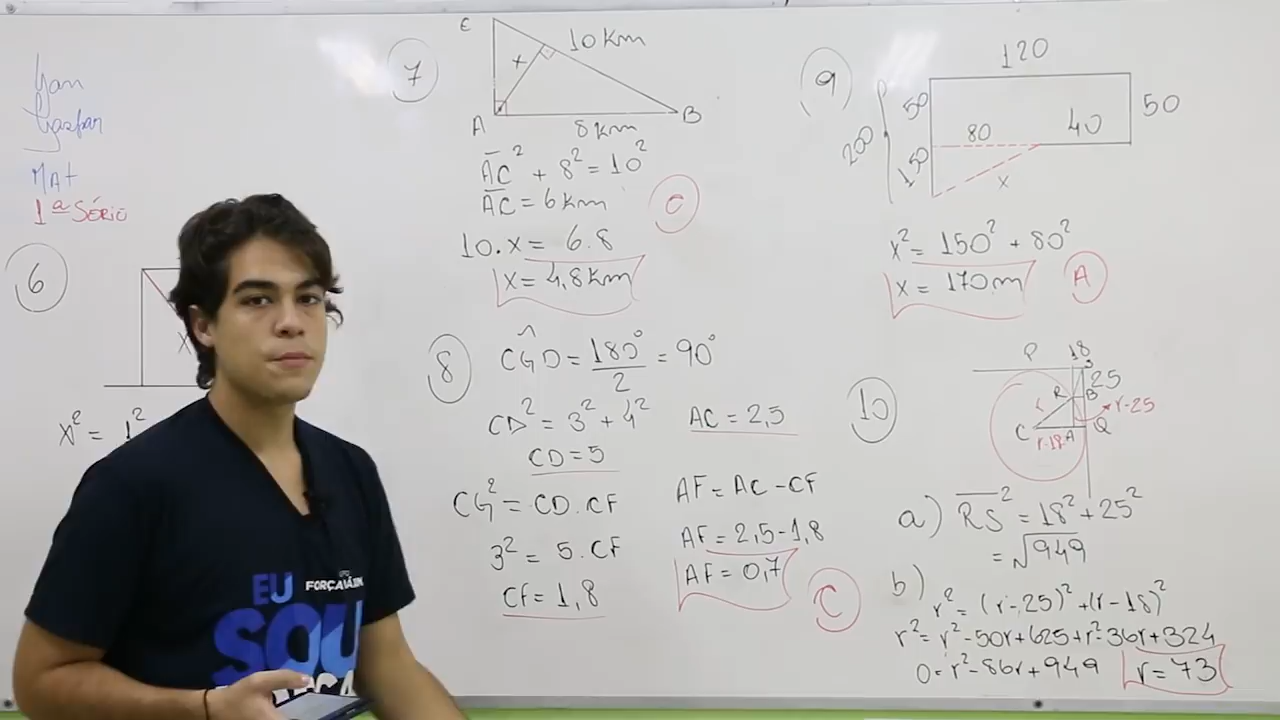 Yan
Gaspar
MAT
1ª SÉRIE
6
X
X² = 1²
7
C
10 Km
x
A
8 Km
B
AC² + 8² = 10²
AC = 6 Km
10.x = 6.8
x = 4,8 Km
C
8
CGD = 180° / 2 = 90°
CD² = 3² + 4²
CD = 5
CG² = CD . CF
3² = 5 . CF
CF = 1,8
AC = 2,5
AF = AC - CF
AF = 2,5 - 1,8
AF = 0,7
C
9
120
50
50
200
80
40
150
x
x² = 150² + 80²
x = 170 m
A
10
P
18
S
25
R
B
r
r-25
C
r-18
A
Q
a) RS² = 18² + 25²
= √949
b) r² = (r-25)² + (r-18)²
r² = r² - 50r + 625 + r² - 36r + 324
0 = r² - 86r + 949
r = 73
EU
FORÇA MÁXIMA
SOU